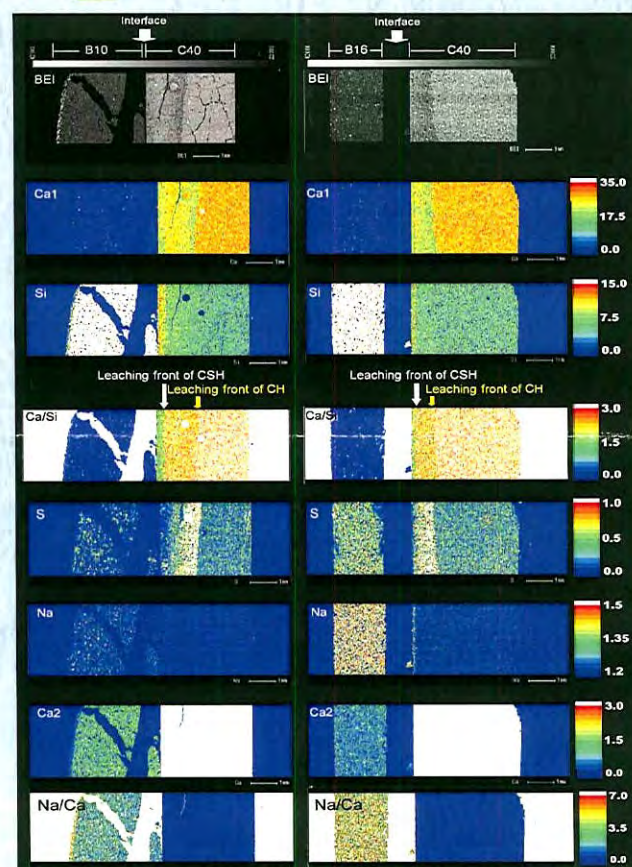 Interface
Interface
B10 C40
B16 C40
BEI
BEI
Ca1
Ca1
35.0
17.5
0.0
Si
Si
15.0
7.5
0.0
Leaching front of CSH
Leaching front of CH
Leaching front of CSH
Leaching front of CH
Ca/Si
Ca/Si
3.0
1.5
0.0
S
S
1.0
0.5
0.0
Na
Na
1.5
1.35
1.2
Ca2
Ca2
3.0
1.5
0.0
Na/Ca
Na/Ca
7.0
3.5
0.0